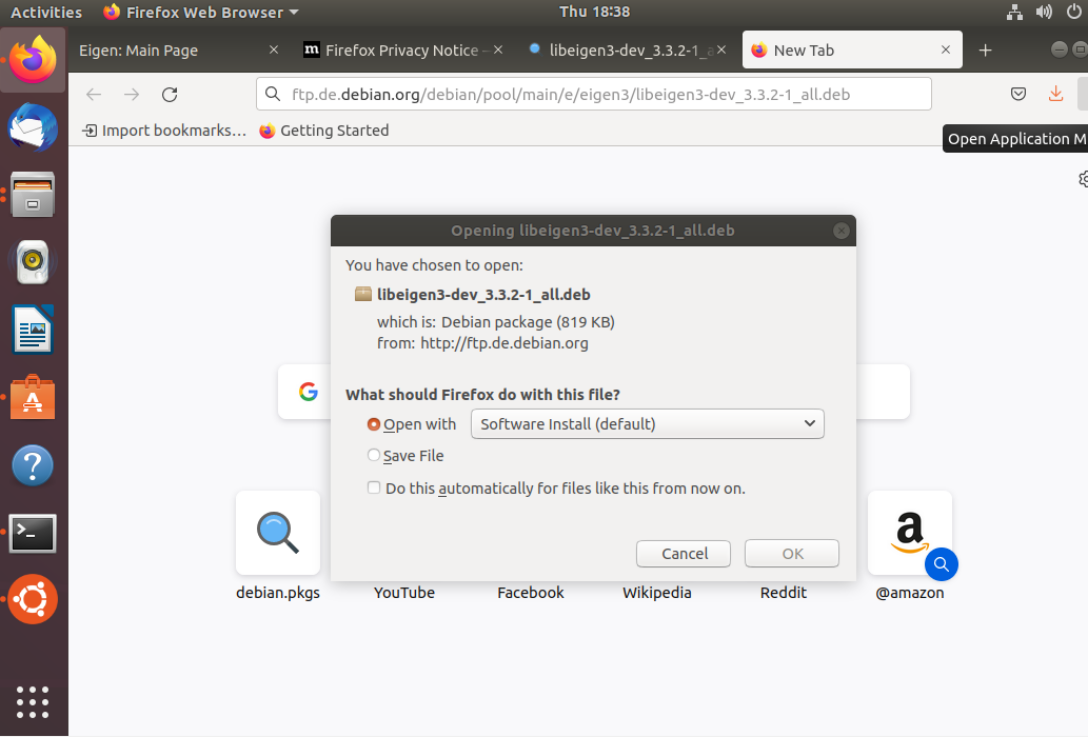 Activities Firefox Web Browser Thu 18:38
Eigen: Main Page Firefox Privacy Notice – libeigen3-dev_3.3.2-1_a New Tab
ftp.de.debian.org/debian/pool/main/e/eigen3/libeigen3-dev_3.3.2-1_all.deb
Import bookmarks... Getting Started
Open Application M
Opening libeigen3-dev_3.3.2-1_all.deb
You have chosen to open:
libeigen3-dev_3.3.2-1_all.deb
which is: Debian package (819 KB)
from: http://ftp.de.debian.org
What should Firefox do with this file?
Open with Software Install (default)
Save File
Do this automatically for files like this from now on.
Cancel OK
debian.pkgs YouTube Facebook Wikipedia Reddit @amazon